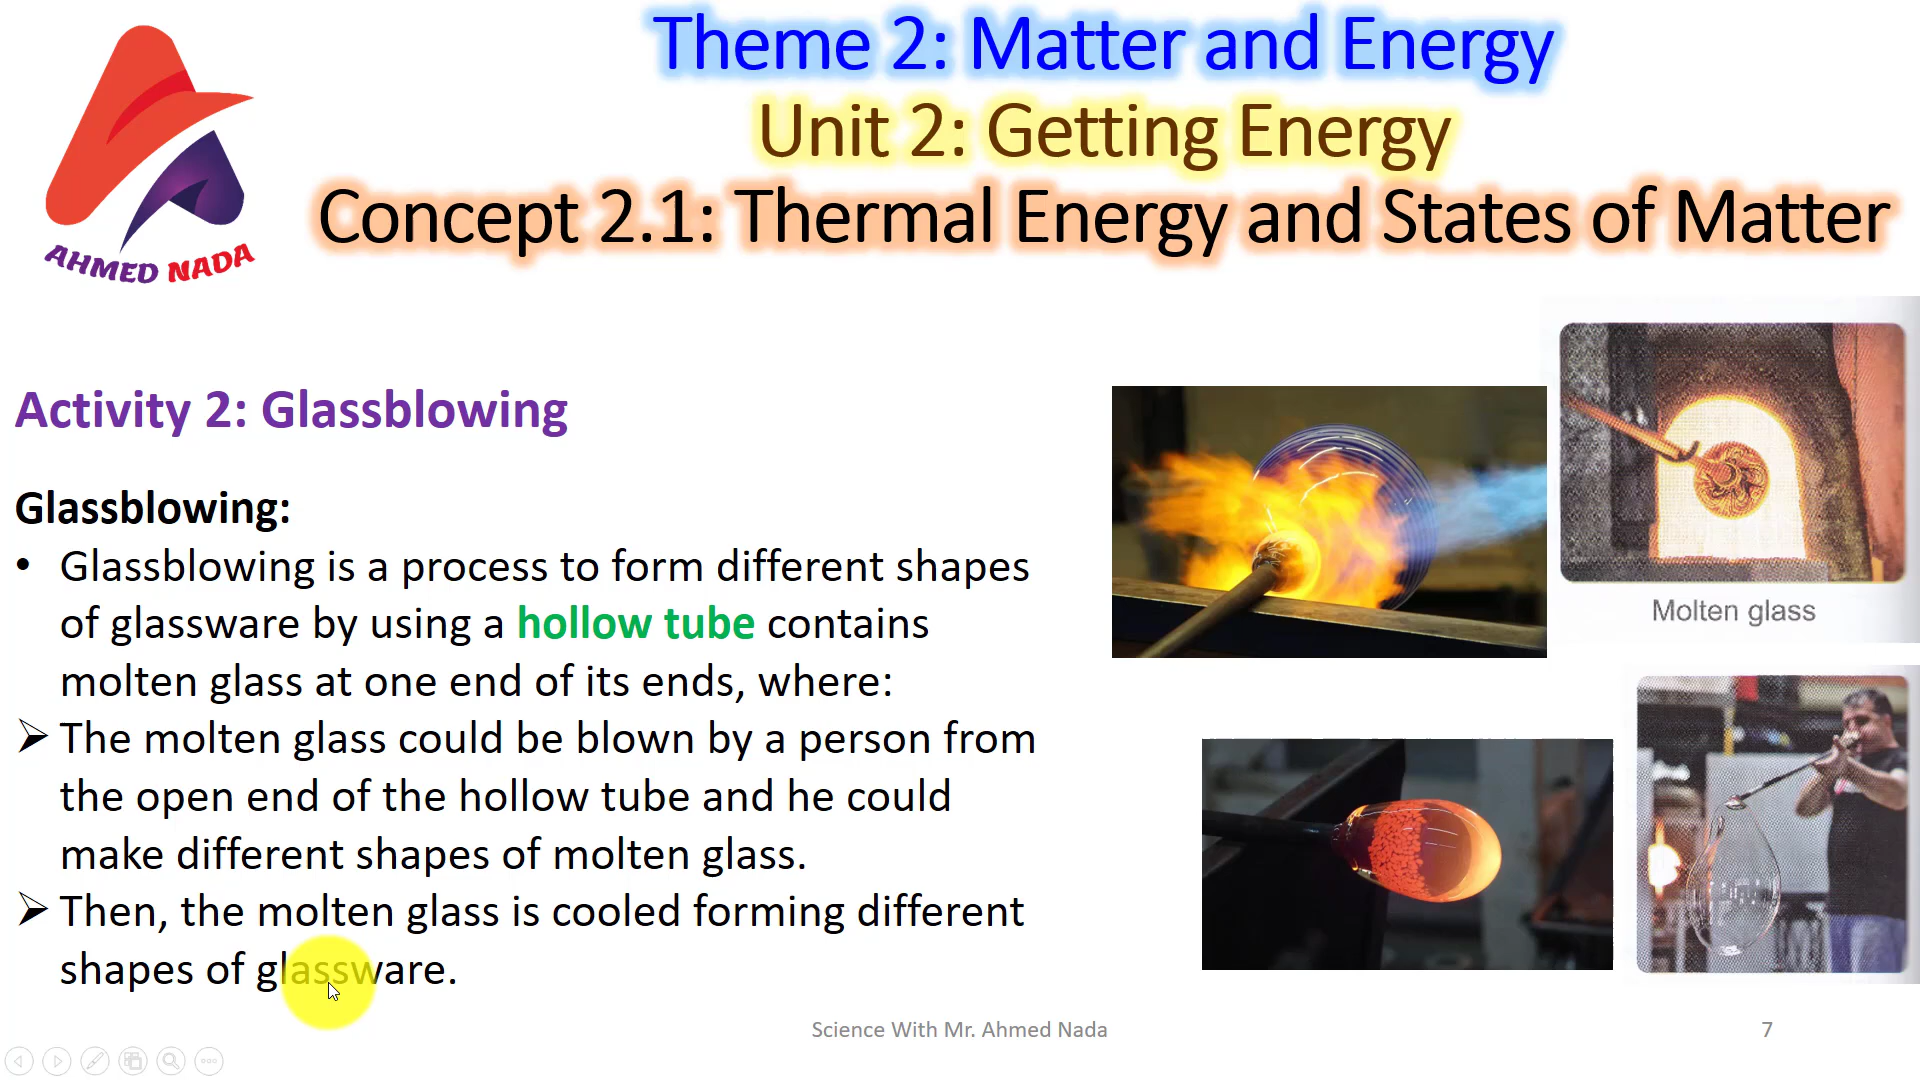 Theme 2: Matter and Energy
Unit 2: Getting Energy
Concept 2.1: Thermal Energy and States of Matter
AHMED NADA
Activity 2: Glassblowing
Glassblowing:
• Glassblowing is a process to form different shapes
of glassware by using a hollow tube contains
molten glass at one end of its ends, where:
➢ The molten glass could be blown by a person from
the open end of the hollow tube and he could
make different shapes of molten glass.
➢ Then, the molten glass is cooled forming different
shapes of glassware.
Molten glass
Science With Mr. Ahmed Nada
7